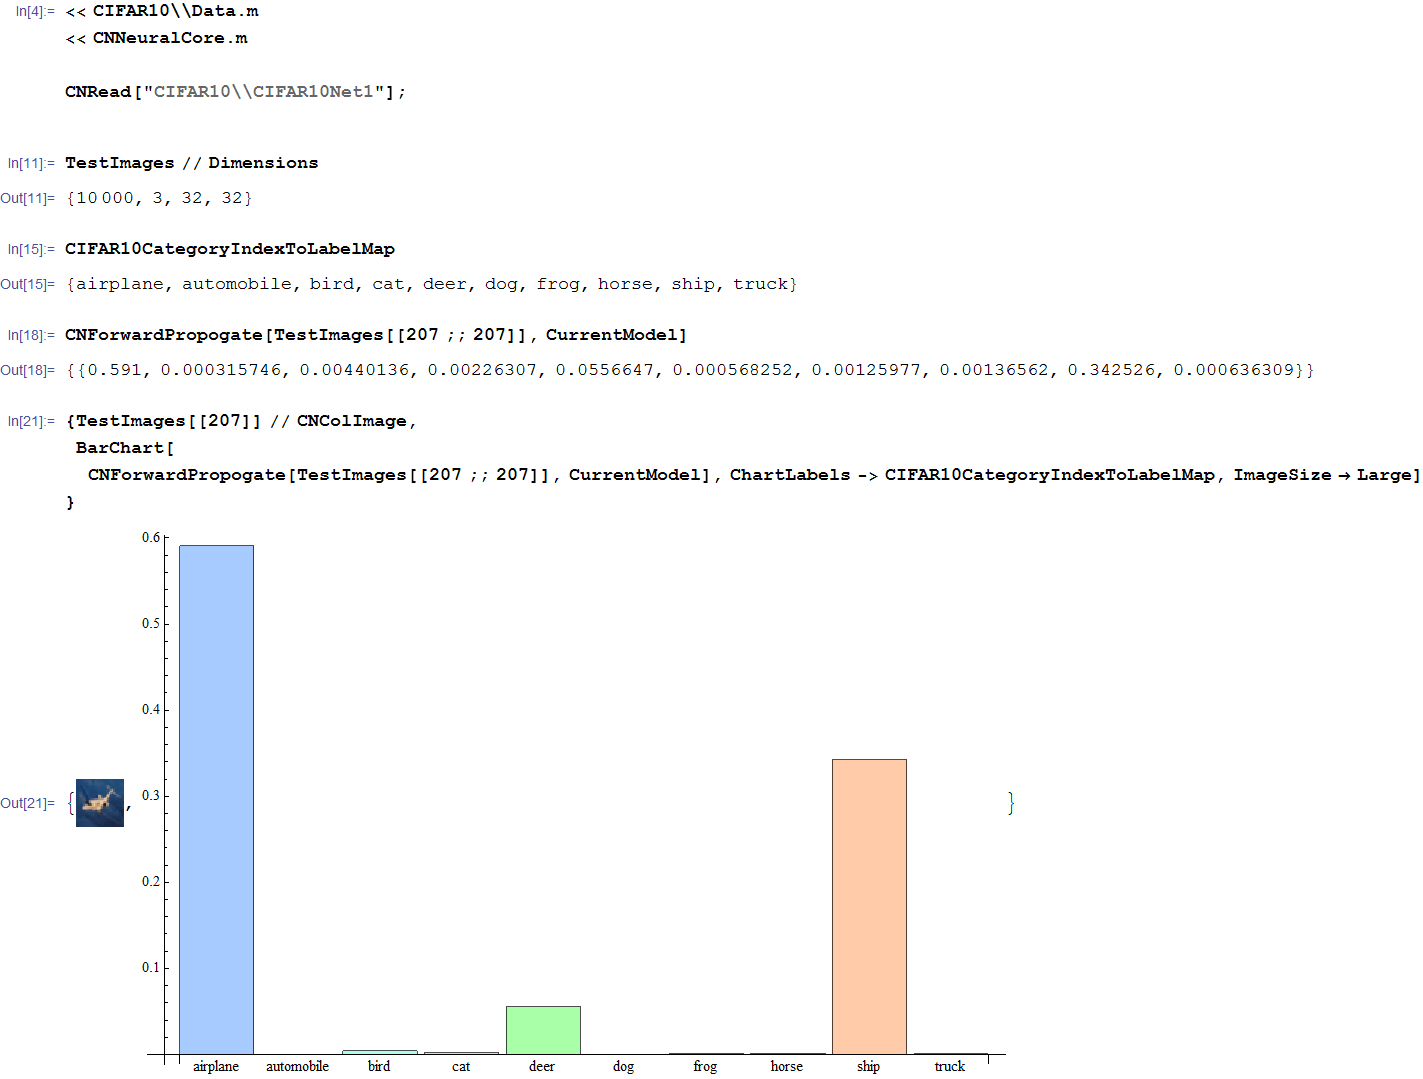 In[4]:= << CIFAR10\\Data.m
<< CNNeuralCore.m
CNRead["CIFAR10\\CIFAR10Net1"];
In[11]:= TestImages // Dimensions
Out[11]= {10 000, 3, 32, 32}
In[15]:= CIFAR10CategoryIndexToLabelMap
Out[15]= {airplane, automobile, bird, cat, deer, dog, frog, horse, ship, truck}
In[18]:= CNForwardPropogate[TestImages[[207 ;; 207]], CurrentModel]
Out[18]= {{0.591, 0.000315746, 0.00440136, 0.00226307, 0.0556647, 0.000568252, 0.00125977, 0.00136562, 0.342526, 0.000636309}}
In[21]:= {TestImages[[207]] // CNColImage,
BarChart[
CNForwardPropogate[TestImages[[207 ;; 207]], CurrentModel], ChartLabels -> CIFAR10CategoryIndexToLabelMap, ImageSize → Large]
}
0.6
0.5
0.4
0.3
0.2
0.1
Out[21]= { , }
airplane automobile bird cat deer dog frog horse ship truck